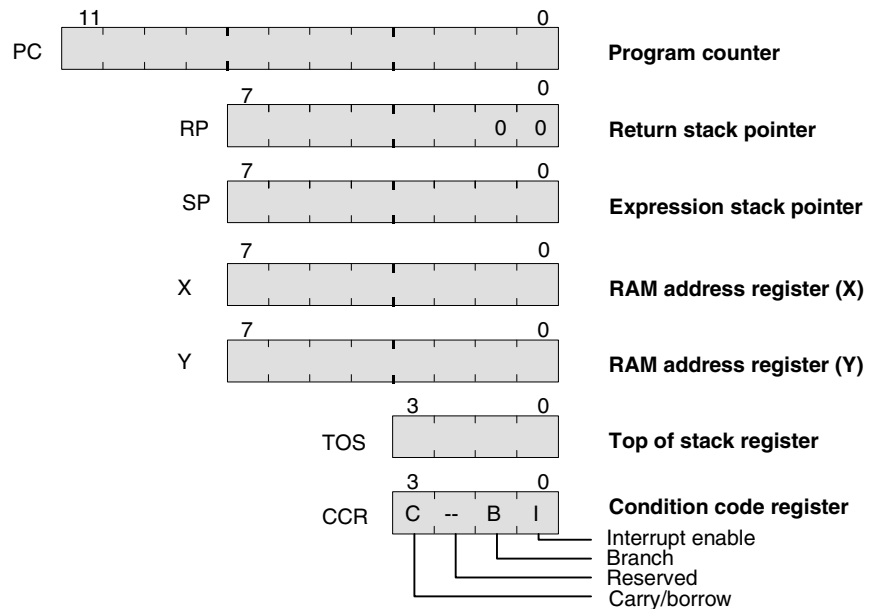 11 0
PC Program counter
7 0
RP 0 0 Return stack pointer
7 0
SP Expression stack pointer
7 0
X RAM address register (X)
7 0
Y RAM address register (Y)
3 0
TOS Top of stack register
3 0
CCR C -- B I Condition code register
Interrupt enable
Branch
Reserved
Carry/borrow